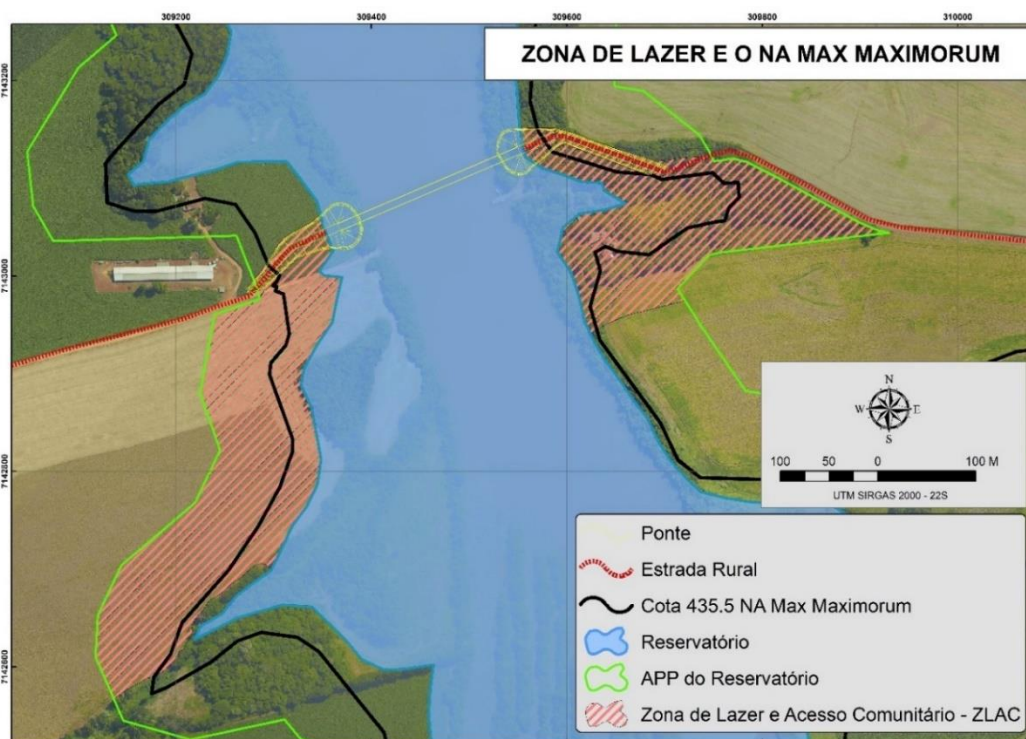 309200 309400 309600 309800 310000
ZONA DE LAZER E O NA MAX MAXIMORUM
7143200
7143000
7142800
7142600
N
W E
S
100 50 0 100 M
UTM SIRGAS 2000 - 22S
Ponte
Estrada Rural
Cota 435.5 NA Max Maximorum
Reservatório
APP do Reservatório
Zona de Lazer e Acesso Comunitário - ZLAC